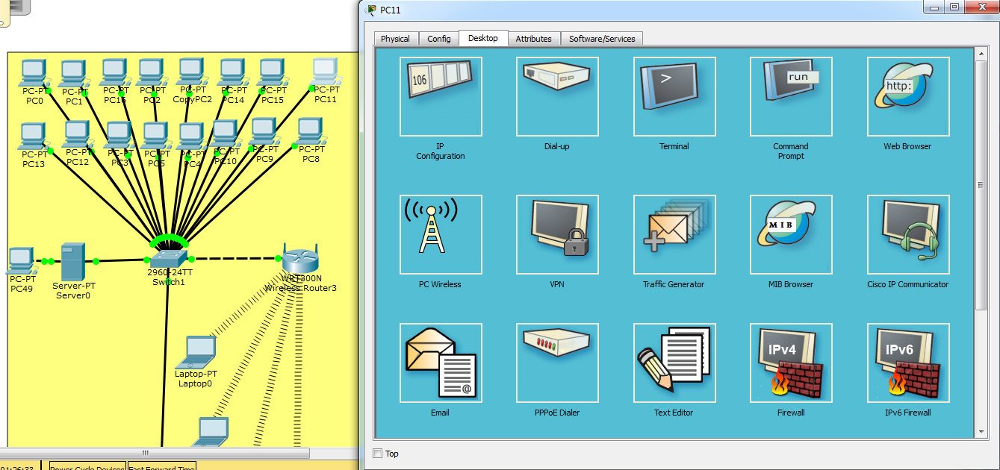 PC11
Physical Config Desktop Attributes Software/Services
PC-PT PC-PT PC-PT PC-PT PC-PT PC-PT PC-PT PC-PT
PC0 PC1 PC16 PC2 CopyPC2 PC14 PC15 PC11
PC-PT PC-PT PC-PT PC-PT PC-PT PC-PT PC-PT PC-PT
PC13 PC12 PC3 PC5 PC4 PC10 PC9 PC8
PC-PT
PC49
Server-PT
Server0
2960-24TT
Switch1
WRT300N
Wireless Router3
Laptop-PT
Laptop0
Power Cycle Devices Fast Forward Time
106
>
run
http:
IP
Configuration
Dial-up
Terminal
Command
Prompt
Web Browser
MIB
PC Wireless
VPN
Traffic Generator
MIB Browser
Cisco IP Communicator
@
IPv4
IPv6
Email
PPPoE Dialer
Text Editor
Firewall
IPv6 Firewall
Top